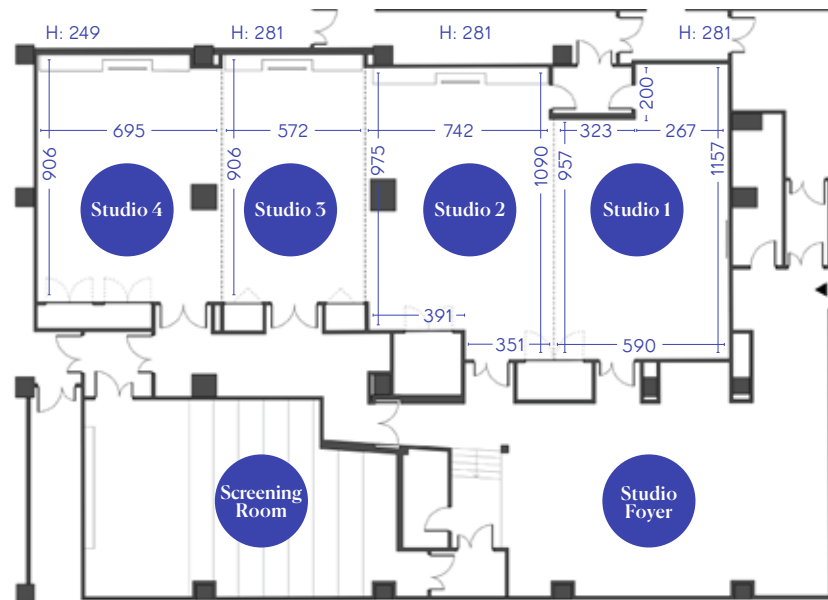 H: 249
H: 281
H: 281
H: 281
200
695
572
742
323
267
906
906
975
1090
957
1157
Studio 4
Studio 3
Studio 2
Studio 1
391
351
590
Screening
Room
Studio
Foyer